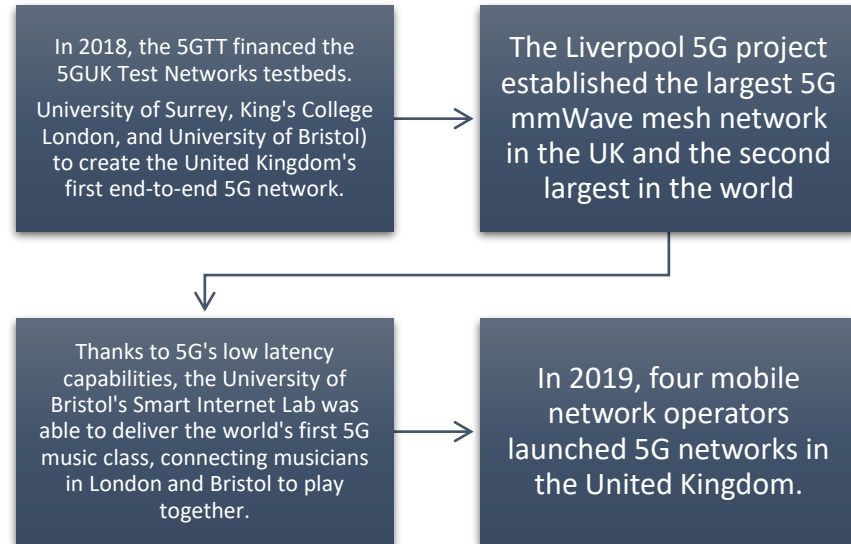 In 2018, the 5GTT financed the
5GUK Test Networks testbeds.
University of Surrey, King's College
London, and University of Bristol)
to create the United Kingdom's
first end-to-end 5G network.
The Liverpool 5G project
established the largest 5G
mmWave mesh network
in the UK and the second
largest in the world
Thanks to 5G's low latency
capabilities, the University of
Bristol's Smart Internet Lab was
able to deliver the world's first 5G
music class, connecting musicians
in London and Bristol to play
together.
In 2019, four mobile
network operators
launched 5G networks in
the United Kingdom.